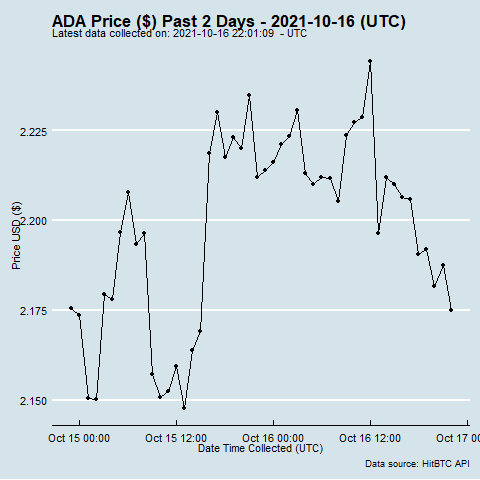 ADA Price ($) Past 2 Days - 2021-10-16 (UTC)
Latest data collected on: 2021-10-16 22:01:09  - UTC
Price USD ($)
2.225
2.200
2.175
2.150
Oct 15 00:00
Oct 15 12:00
Oct 16 00:00
Oct 16 12:00
Oct 17 00
Date Time Collected (UTC)
Data source: HitBTC API